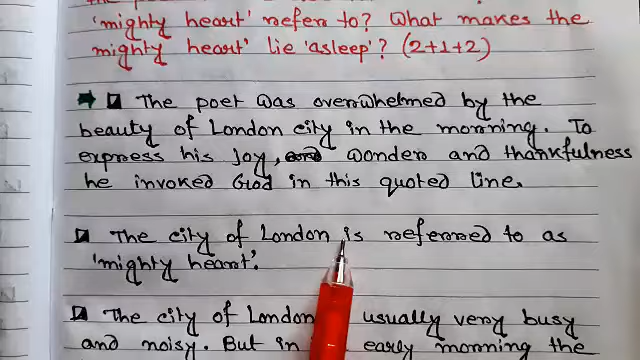 'mighty heart' refer to? What makes the
mighty heart' lie 'asleep'? (2+1+2)
The poet was overwhelmed by the
beauty of London city in the morning. To
express his joy, wonder and thankfulness
he invoked God in this quoted line.
The city of London is referred to as
'mighty heart'.
The city of London usually very busy
and noisy. But in early morning the